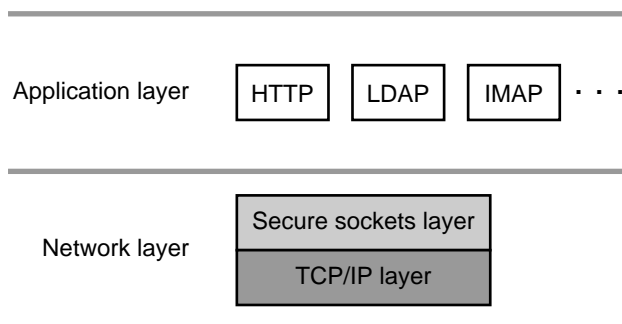 Application layer HTTP LDAP IMAP . . .
Secure sockets layer
Network layer
TCP/IP layer